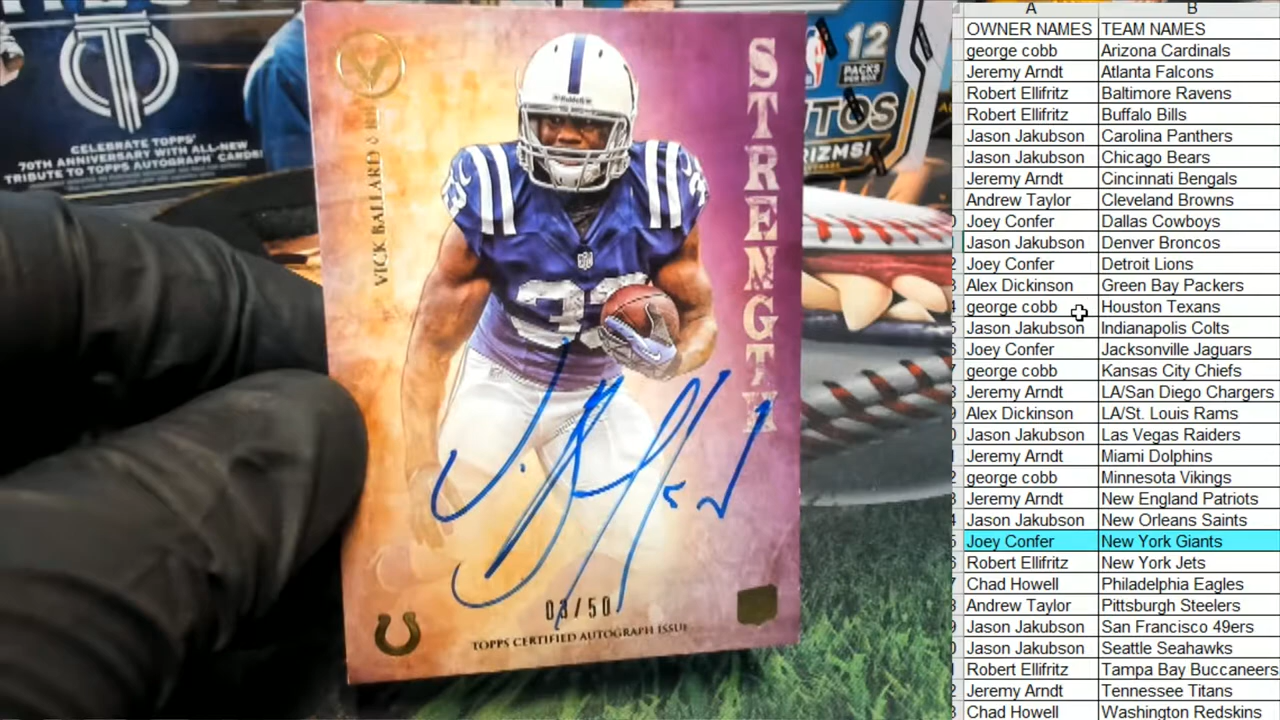 CELEBRATE TOPPS'
70TH ANNIVERSARY WITH ALL-NEW
TRIBUTE TO TOPPS AUTOGRAPH CARDS!
VICK BALLARD
STRENGTH
33
03/50
TOPPS CERTIFIED AUTOGRAPH ISSUE
12
PACKS
PER BOX
A B
OWNER NAMES TEAM NAMES
george cobb Arizona Cardinals
Jeremy Arndt Atlanta Falcons
Robert Ellifritz Baltimore Ravens
Robert Ellifritz Buffalo Bills
Jason Jakubson Carolina Panthers
Jason Jakubson Chicago Bears
Jeremy Arndt Cincinnati Bengals
Andrew Taylor Cleveland Browns
Joey Confer Dallas Cowboys
Jason Jakubson Denver Broncos
Joey Confer Detroit Lions
Alex Dickinson Green Bay Packers
george cobb Houston Texans
Jason Jakubson Indianapolis Colts
Joey Confer Jacksonville Jaguars
george cobb Kansas City Chiefs
Jeremy Arndt LA/San Diego Chargers
Alex Dickinson LA/St. Louis Rams
Jason Jakubson Las Vegas Raiders
Jeremy Arndt Miami Dolphins
george cobb Minnesota Vikings
Jeremy Arndt New England Patriots
Jason Jakubson New Orleans Saints
Joey Confer New York Giants
Robert Ellifritz New York Jets
Chad Howell Philadelphia Eagles
Andrew Taylor Pittsburgh Steelers
Jason Jakubson San Francisco 49ers
Jason Jakubson Seattle Seahawks
Robert Ellifritz Tampa Bay Buccaneers
Jeremy Arndt Tennessee Titans
Chad Howell Washington Redskins